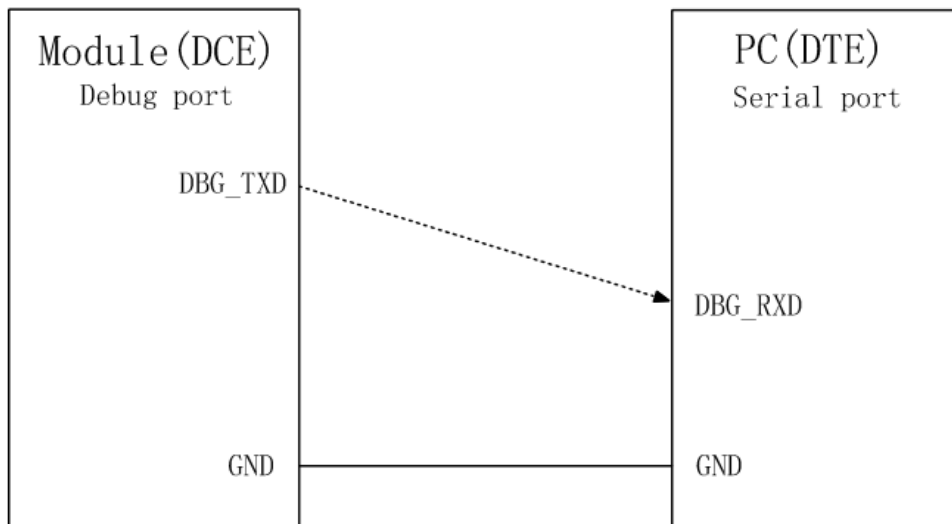 Module(DCE)
Debug port
DBG_TXD
GND
PC(DTE)
Serial port
DBG_RXD
GND